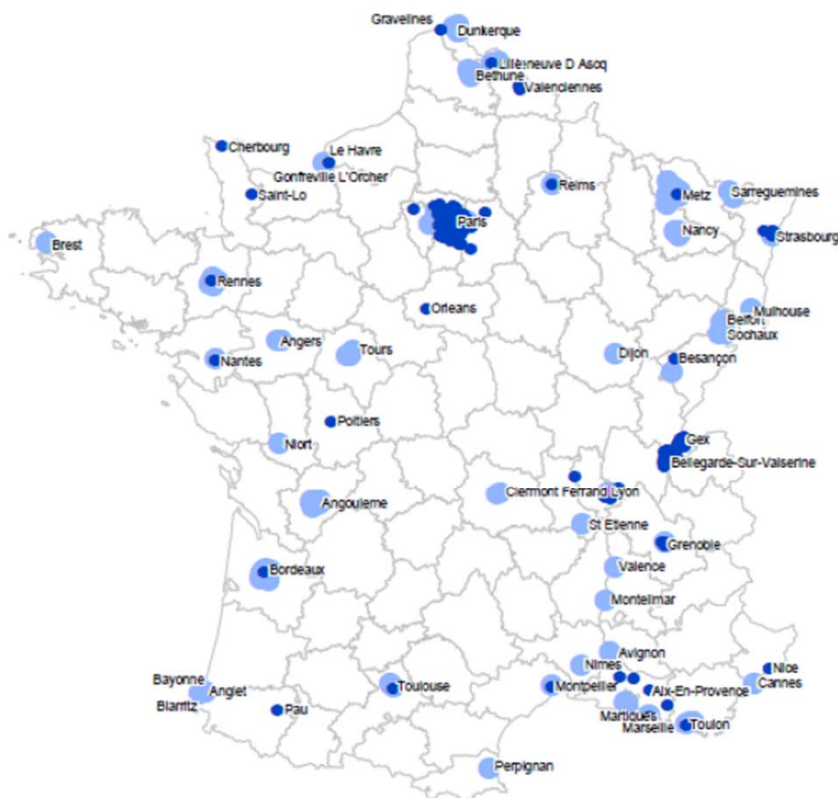 Gravelines
Dunkerque
Lille
neuve D Ascq
Bethune
Valenciennes
Cherbourg
Le Havre
Gonfreville L'Orcher
Saint-Lo
Reims
Metz
Sarreguemines
Paris
Nancy
Strasbourg
Brest
Rennes
Orleans
Mulhouse
Belfort
Sochaux
Angers
Tours
Nantes
Dijon
Besançon
Poitiers
Niort
Gex
Bellegarde-Sur-Valserine
Clermont Ferrand
Lyon
Angouleme
St Etienne
Grenoble
Bordeaux
Valence
Montelimar
Avignon
Nimes
Nice
Cannes
Bayonne
Anglet
Biarritz
Toulouse
Montpellier
Aix-En-Provence
Pau
Martigues
Marseille
Toulon
Perpignan